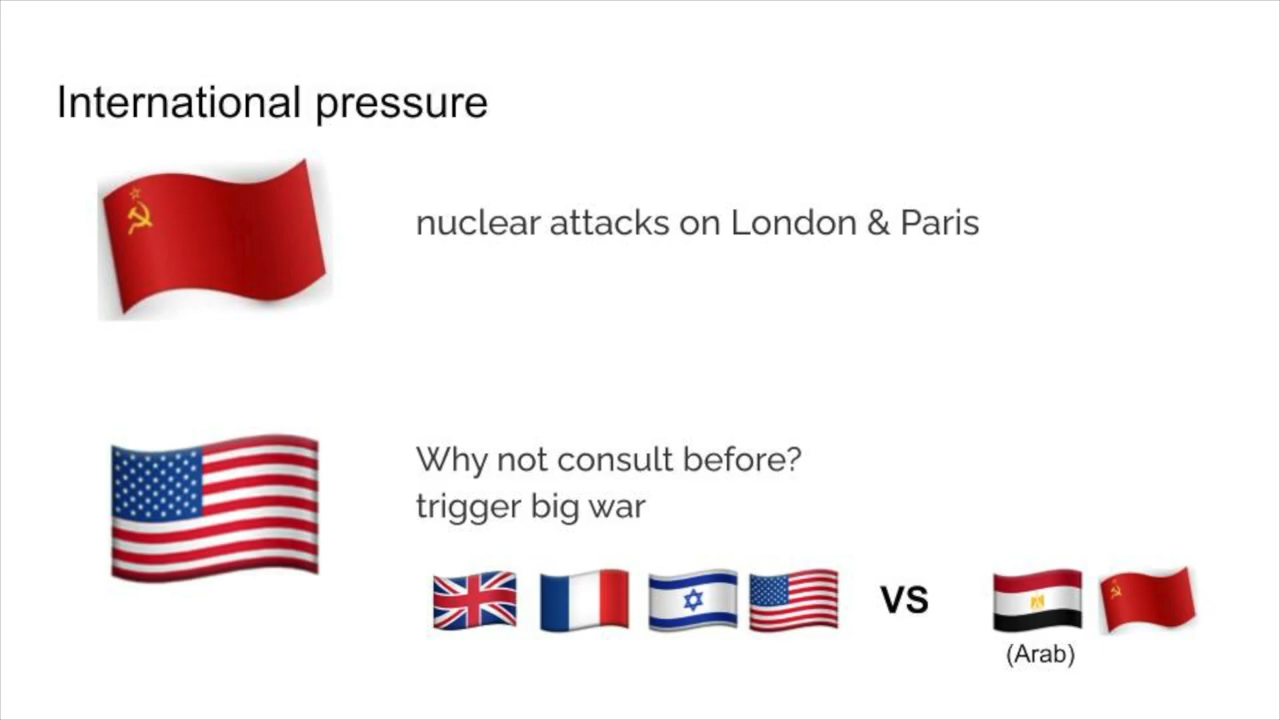 International pressure
nuclear attacks on London & Paris
Why not consult before?
trigger big war
VS
(Arab)